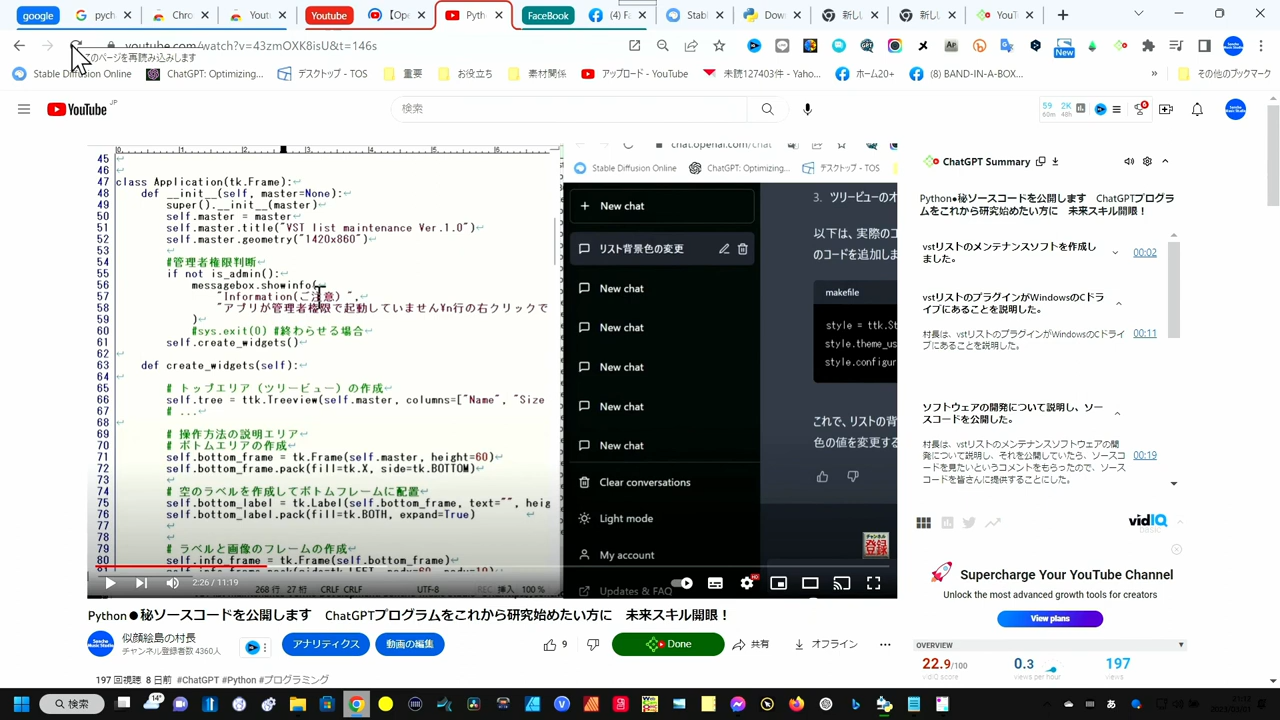 google
pych
Chro
Yout
Youtube
【Op
Pyth
FaceBook
(4) Fa
Stabl
Dow
新し
新し
YouT
youtube.com/watch?v=43zmOXK8isU&t=146s
このページを再読み込みします
New
Stable Diffusion Online
ChatGPT: Optimizing...
デスクトップ - TOS
重要
お役立ち
素材関係
アップロード - YouTube
未読127403件 - Yaho...
ホーム20+
(8) BAND-IN-A-BOX...
その他のブックマーク
YouTube JP
検索
59 60m
2K 48h
45
46
47 class Application(tk.Frame):
48 def __init__(self, master=None):
49 super().__init__(master)
50 self.master = master
51 self.master.title("VST list maintenance Ver.1.0")
52 self.master.geometry("1420x860")
53
54 #管理者権限判断
55 if not is_admin():
56 messagebox.showinfo(
57 "Information(ご注意) ",
58 "アプリが管理者権限で起動していません¥n行の右クリックで
59 )
60 #sys.exit(0) #終わらせる場合
61 self.create_widgets()
62
63 def create_widgets(self):
64
65 # トップエリア（ツリービュー）の作成
66 self.tree = ttk.Treeview(self.master, columns=["Name", "Size
67 # ...
68
69 # 操作方法の説明エリア
70 # ボトムエリアの作成
71 self.bottom_frame = tk.Frame(self.master, height=60)
72 self.bottom_frame.pack(fill=tk.X, side=tk.BOTTOM)
73
74 # 空のラベルを作成してボトムフレームに配置
75 self.bottom_label = tk.Label(self.bottom_frame, text="", heig
76 self.bottom_label.pack(fill=tk.BOTH, expand=True)
77
78
79 # ラベルと画像のフレームの作成
80 self.info_frame = tk.Frame(self.bottom_frame)
268 行 27 桁 CRLF CRLF UTF-8 REC 挿入 100 %
chat.openai.com/chat
Stable Diffusion Online
ChatGPT: Optimizing...
デスクトップ - TOS
New chat
リスト背景色の変更
New chat
New chat
New chat
New chat
New chat
Clear conversations
Light mode
My account
Updates & FAQ
3. ツリービューのオ
以下は、実際のコ
のコードを追加しま
makefile
style = ttk.St
style.theme_us
style.configur
これで、リストの背
色の値を変更する
チャンネル
登録
2:26 / 11:19
Python●秘ソースコードを公開します　ChatGPTプログラムをこれから研究始めたい方に　未来スキル開眼！
似顔絵島の村長
チャンネル登録者数 4360人
アナリティクス
動画の編集
9
Done
共有
オフライン
197 回視聴 8 日前 #ChatGPT #Python #プログラミング
ChatGPT Summary
Python●秘ソースコードを公開します　ChatGPTプログラ
ムをこれから研究始めたい方に　未来スキル開眼！
vstリストのメンテナンスソフトを作成し
ました。
00:02
vstリストのプラグインがWindowsのCドラ
イブにあることを説明した。
村長は、vstリストのプラグインがWindowsのCドライ
ブにあることを説明した。
00:11
ソフトウェアの開発について説明し、ソー
スコードを公開した。
村長は、vstリストのメンテナンスソフトウェアの開
発について説明し、それを公開していたら、ソースコー
ドを見たいというコメントをもらったので、ソース
コードを皆さんに提供することにした。
00:19
vidIQ
basic
Supercharge Your YouTube Channel
Unlock the most advanced growth tools for creators
View plans
OVERVIEW
22.9/100
vidIQ score
0.3
views per hour
197
views
検索
14°
あ